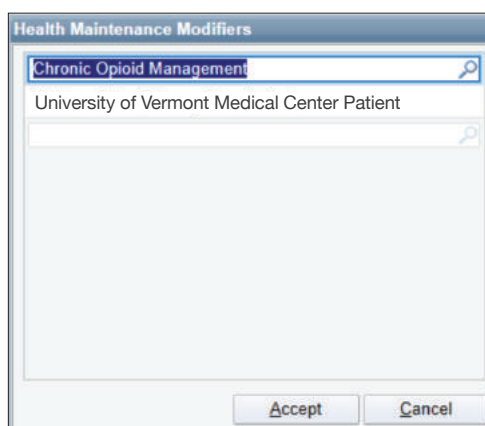 Health Maintenance Modifiers
Chronic Opioid Management
University of Vermont Medical Center Patient
Accept Cancel